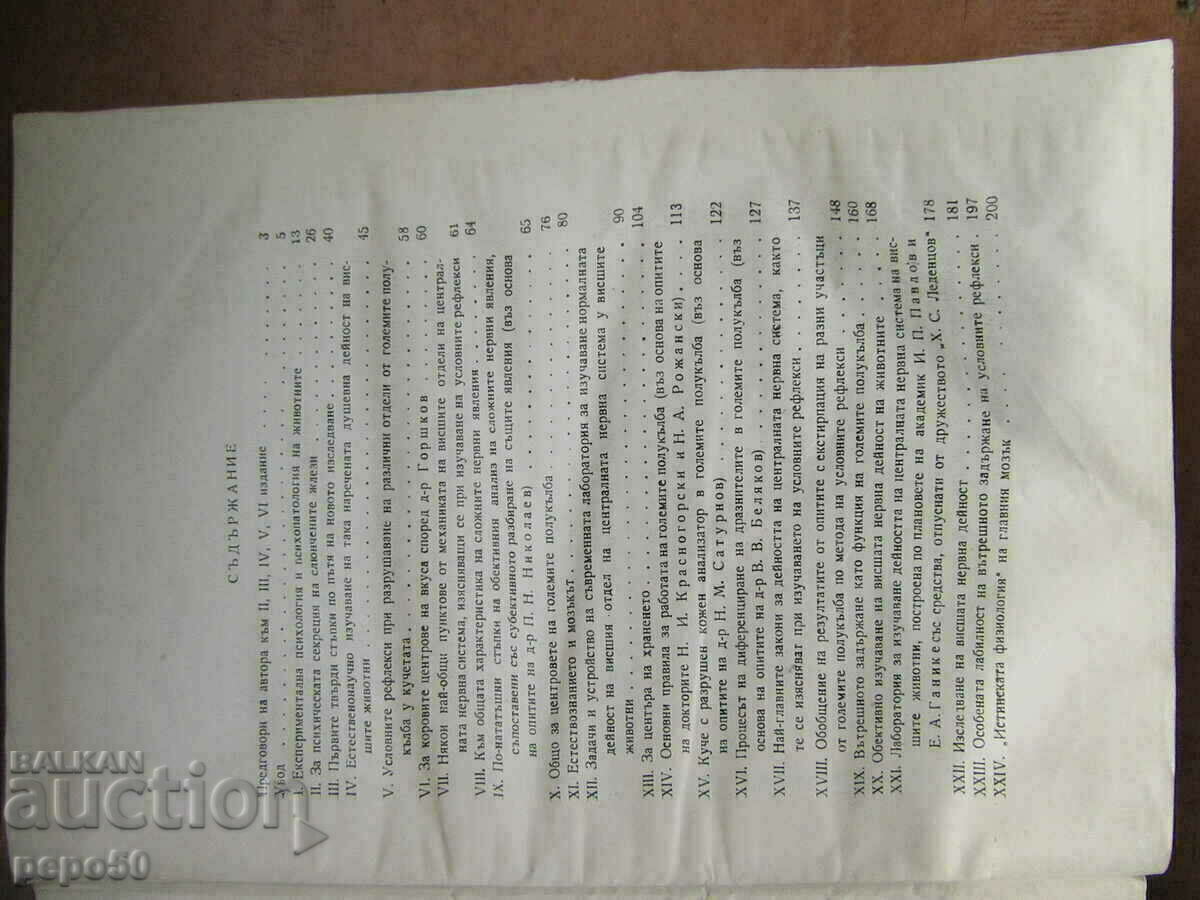 СЪДЪРЖАНИЕ
Предговори на автора към II, III, IV, V, VI издание . . . . . . . . 3
Увод . . . . . . . . . . . . . . . . 5
I. Експериментална психология и психопатология на животните . . . . 13
II. За психическата секреция на слюнчените жлези . . . . . . . 26
III. Първите твърди стъпки по пътя на новото изследване . . . . . . 40
IV. Естественонаучно изучаване на така наречената душевна дейност на вис-
шите животни . . . . . . . . . . . . . . 45
V. Условните рефлекси при разрушаване на различни отдели от големите полу-
кълба у кучетата . . . . . . . . . . . . . 58
VI. За коровите центрове на вкуса според д-р Горшков . . . . . . 60
VII. Някои най-общи пунктове от механиката на висшите отдели на централ-
ната нервна система, изясняващи се при изучаване на условните рефлекси 61
VIII. Към общата характеристика на сложните нервни явления . . . . . 64
IX. По-нататъшни стъпки на обективния анализ на сложните нервни явления,
съпоставени със субективното разбиране на същите явления (въз основа
на опитите на д-р П. Н. Николаев) . . . . . . . . . 65
X. Общо за центровете на големите полукълба . . . . . . . . 76
XI. Естествознанието и мозъкът . . . . . . . . . . . . 80
XII. Задачи и устройство на съвременната лаборатория за изучаване нормалната
дейност на висшия отдел на централната нервна система у висшите
животни . . . . . . . . . . . . . . . 90
XIII. За центъра на храненето . . . . . . . . . . . . 104
XIV. Основни правила за работата на големите полукълба (въз основа на опитите
на докторите Н. И. Красногорски и Н. А. Рожански) . . . . 113
XV. Куче с разрушен кожен анализатор в големите полукълба (въз основа
на опитите на д-р Н. М. Сатурнов) . . . . . . . . . 122
XVI. Процесът на диференциране на дразнителите в големите полукълба (въз
основа на опитите на д-р В. В. Беляков) . . . . . . . . 127
XVII. Най-главните закони за дейността на централната нервна система, както
те се изясняват при изучаването на условните рефлекси . . . . . 137
XVIII. Обобщение на резултатите от опитите с екстирпация на разни участъци
от големите полукълба по метода на условните рефлекси . . . . . 148
XIX. Вътрешното задържане като функция на големите полукълба . . . . 160
XX. Обективно изучаване на висшата нервна дейност на животните . . . . 168
XXI. Лаборатория за изучаване дейността на централната нервна система на вис-
шите животни, построена по плановете на академик И. П. Павлов и
Е. А. Ганике със средства, отпуснати от дружеството „Х. С. Леденцов“ 178
XXII. Изследване на висшата нервна дейност . . . . . . . . . 181
XXIII. Особената лабилност на вътрешното задържане на условните рефлекси . 197
XXIV. „Истинската физиология“ на главния мозък . . . . . . . . 200
BALKAN
auction
pepo50